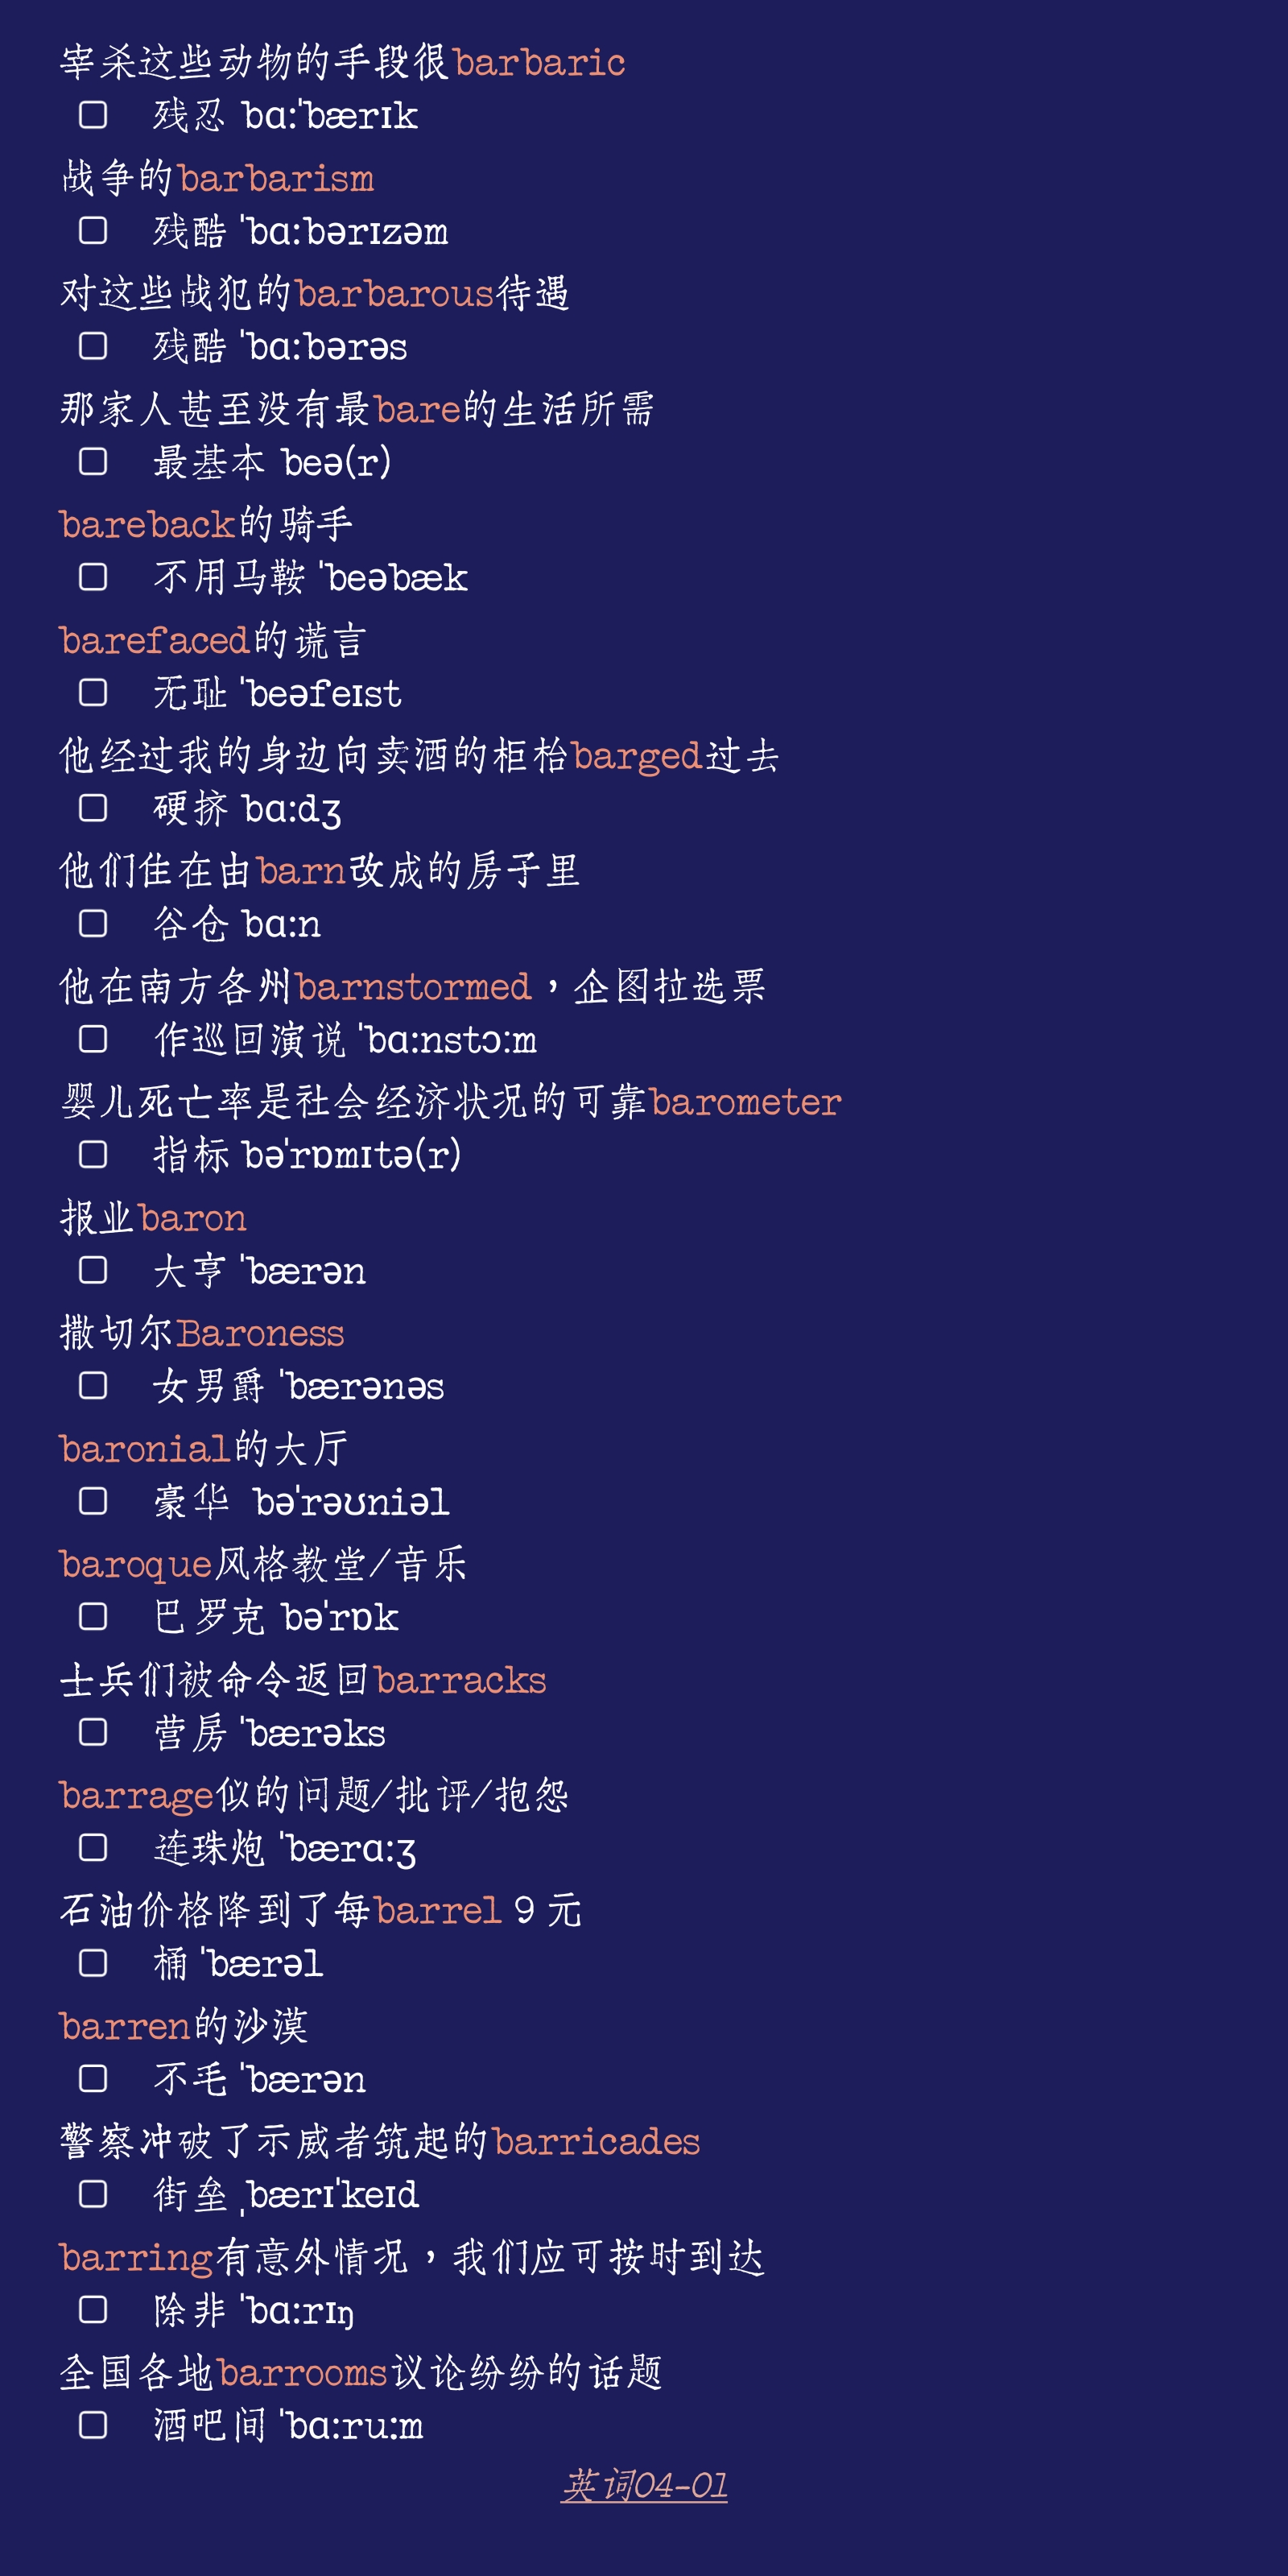 宰杀这些动物的手段很barbaric
残忍 bɑːˈbærɪk
战争的barbarism
残酷 ˈbɑːbərɪzəm
对这些战犯的barbarous待遇
残酷 ˈbɑːbərəs
那家人甚至没有最bare的生活所需
最基本 beə(r)
bareback的骑手
不用马鞍 ˈbeəbæk
barefaced的谎言
无耻 ˈbeəfeɪst
他经过我的身边向卖酒的柜枱barged过去
硬挤 bɑːdʒ
他们住在由barn改成的房子里
谷仓 bɑːn
他在南方各州barnstormed，企图拉选票
作巡回演说 ˈbɑːnstɔːm
婴儿死亡率是社会经济状况的可靠barometer
指标 bəˈrɒmɪtə(r)
报业baron
大亨 ˈbærən
撒切尔Baroness
女男爵 ˈbærənəs
baronial的大厅
豪华 bəˈrəʊniəl
baroque风格教堂/音乐
巴罗克 bəˈrɒk
士兵们被命令返回barracks
营房 ˈbærəks
barrage似的问题/批评/抱怨
连珠炮 ˈbærɑːʒ
石油价格降到了每barrel 9 元
桶 ˈbærəl
barren的沙漠
不毛 ˈbærən
警察冲破了示威者筑起的barricades
街垒 ˌbærɪˈkeɪd
barring有意外情况，我们应可按时到达
除非 ˈbɑːrɪŋ
全国各地barrooms议论纷纷的话题
酒吧间 ˈbɑːruːm
英词04-01